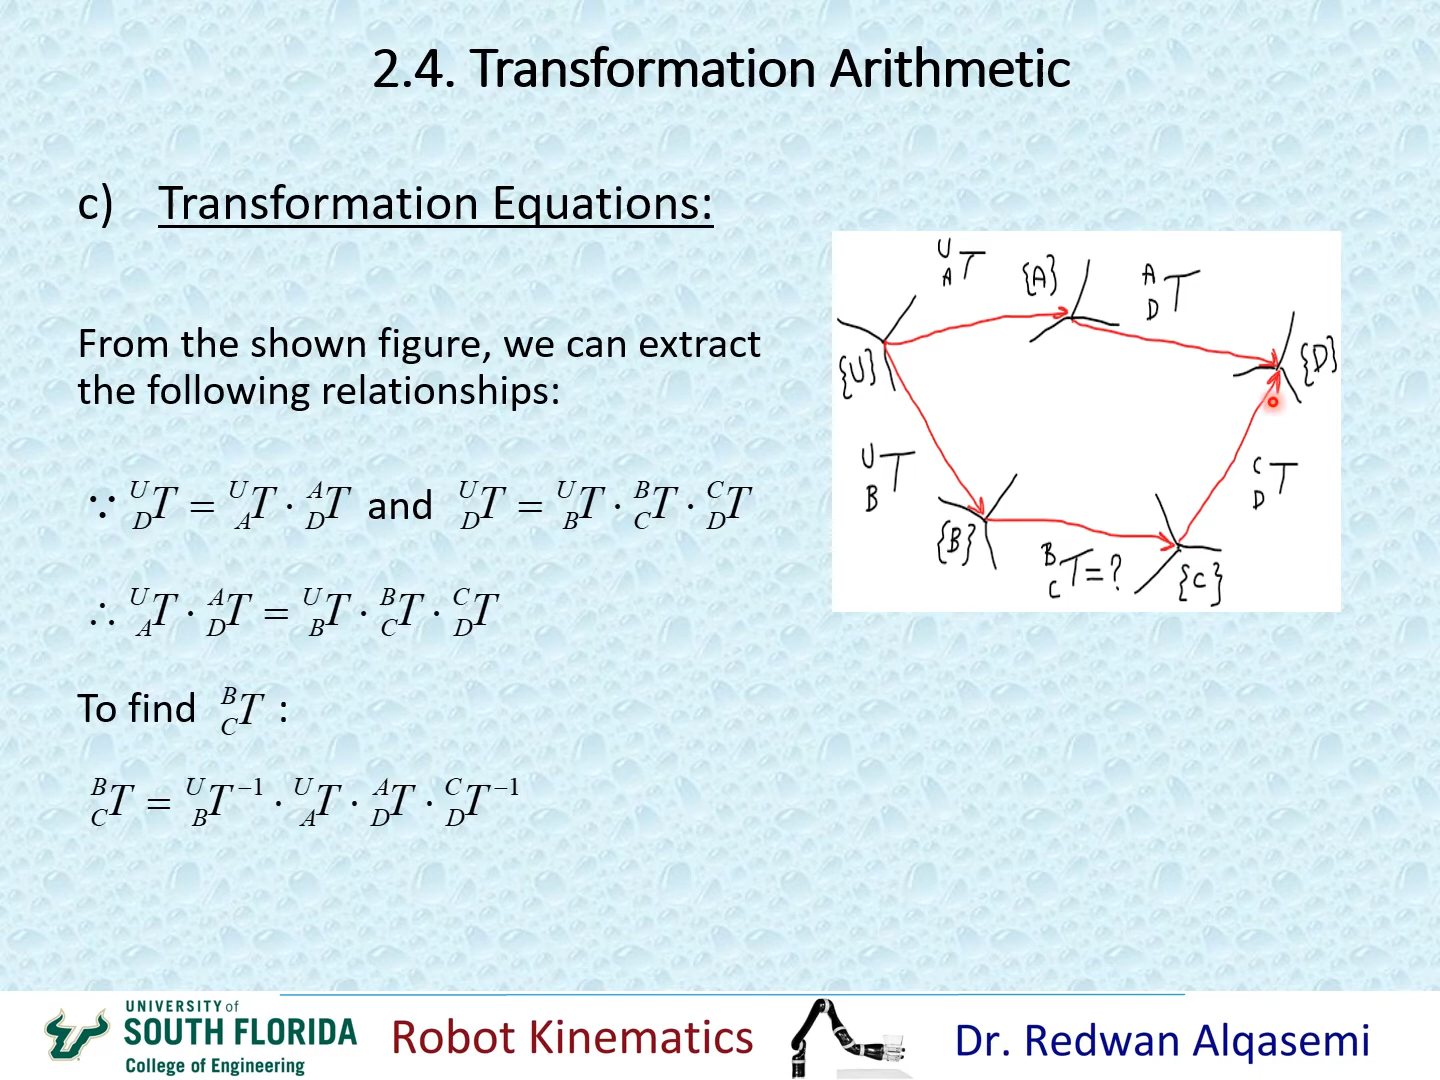 2.4. Transformation Arithmetic
c) Transformation Equations:
From the shown figure, we can extract
the following relationships:
∵ ᵁ_D T = ᵁ_A T · ᴬ_D T and ᵁ_D T = ᵁ_B T · ᴮ_C T · ᶜ_D T
∴ ᵁ_A T · ᴬ_D T = ᵁ_B T · ᴮ_C T · ᶜ_D T
To find ᴮ_C T :
ᴮ_C T = ᵁ_B T⁻¹ · ᵁ_A T · ᴬ_D T · ᶜ_D T⁻¹
ᵁ_A T
{A}
ᴬ_D T
{U}
{D}
ᵁ_B T
ᶜ_D T
{B}
ᴮ_C T = ?
{C}
UNIVERSITY of
SOUTH FLORIDA
College of Engineering
Robot Kinematics
Dr. Redwan Alqasemi